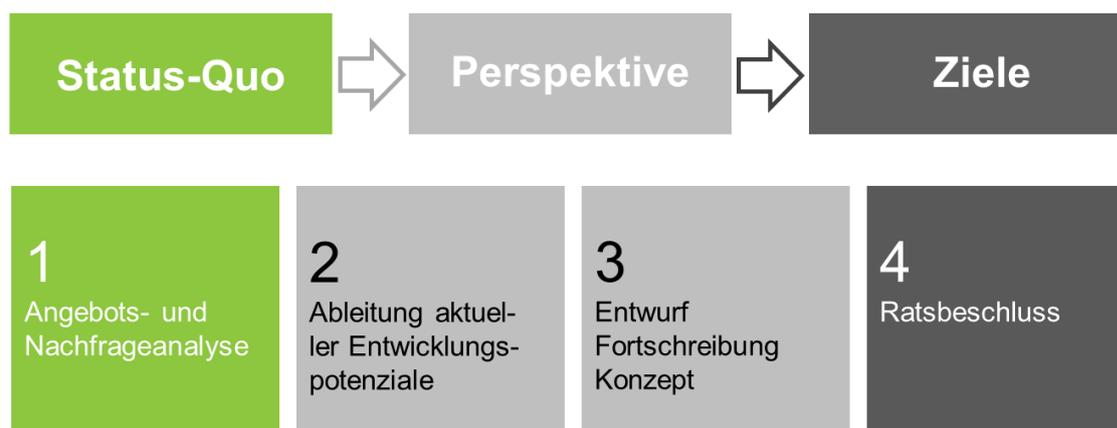 Status-Quo
Perspektive
Ziele
1
Angebots- und
Nachfrageanalyse
2
Ableitung aktuel-
ler Entwicklungs-
potenziale
3
Entwurf
Fortschreibung
Konzept
4
Ratsbeschluss